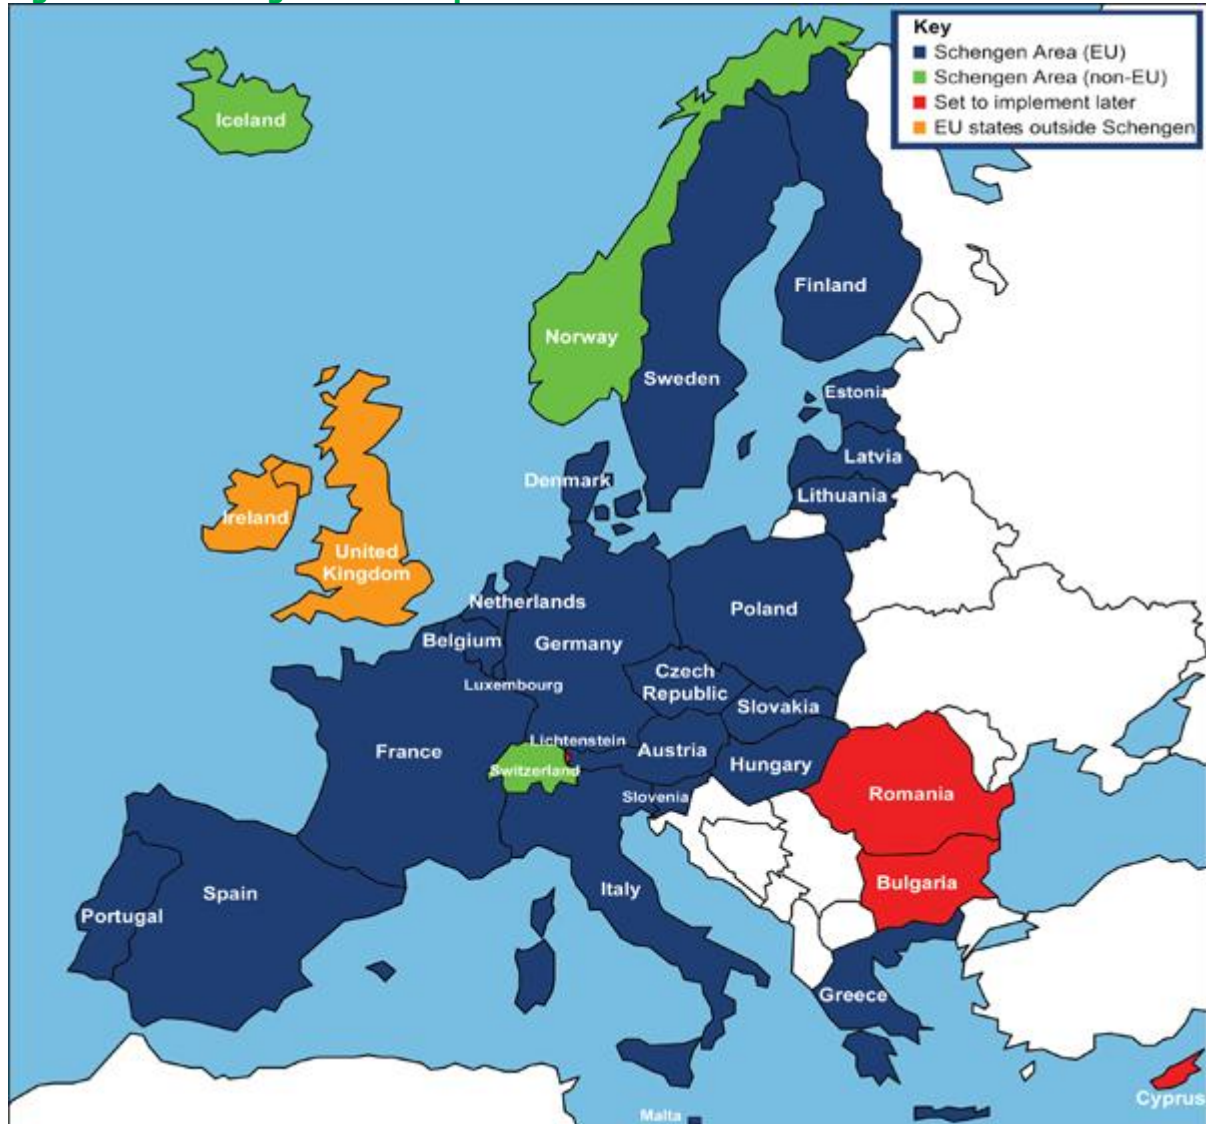 Key
Schengen Area (EU)
Schengen Area (non-EU)
Set to implement later
EU states outside Schengen
Iceland
Finland
Norway
Sweden
Estonia
Latvia
Denmark
Lithuania
Ireland
United
Kingdom
Netherlands
Poland
Belgium
Germany
Czech
Republic
Luxembourg
Slovakia
Lichtenstein
France
Austria
Hungary
Switzerland
Slovenia
Romania
Spain
Italy
Bulgaria
Portugal
Greece
Cyprus
Malta